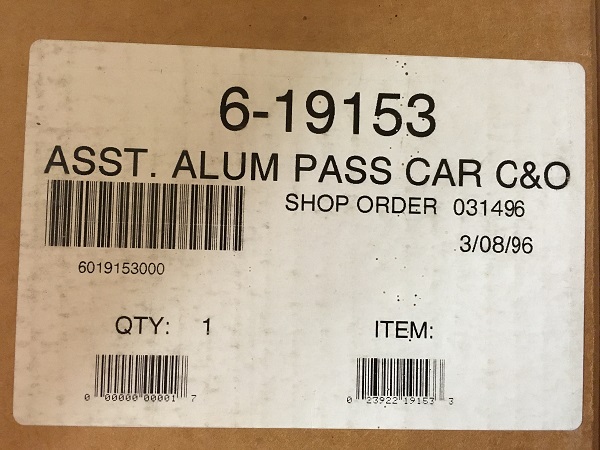 6-19153
ASST. ALUM PASS CAR C&O
SHOP ORDER 031496
3/08/96
6019153000
QTY: 1
ITEM:
0 00000 00001 7
0 23922 19153 3